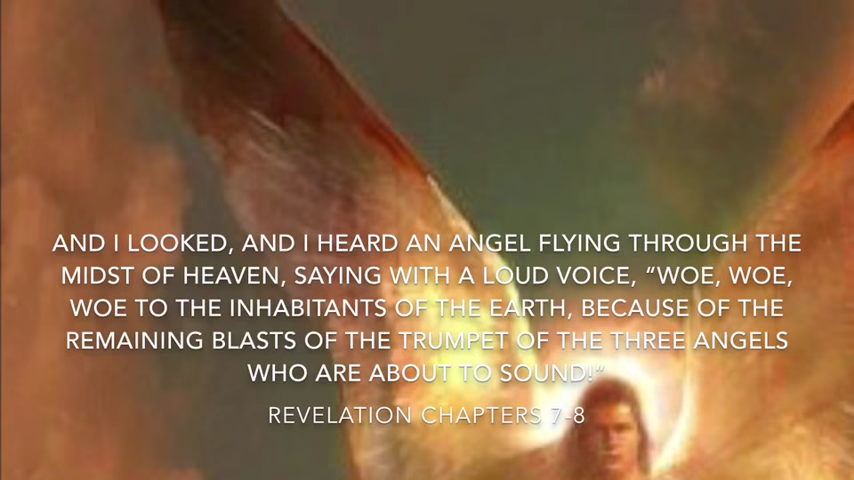 AND I LOOKED, AND I HEARD AN ANGEL FLYING THROUGH THE
MIDST OF HEAVEN, SAYING WITH A LOUD VOICE, “WOE, WOE,
WOE TO THE INHABITANTS OF THE EARTH, BECAUSE OF THE
REMAINING BLASTS OF THE TRUMPET OF THE THREE ANGELS
WHO ARE ABOUT TO SOUND!”
REVELATION CHAPTERS 7-8